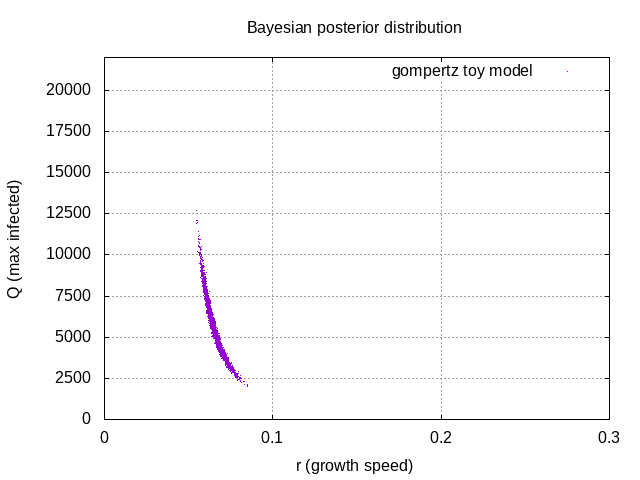 Bayesian posterior distribution
gompertz toy model
20000
17500
15000
12500
10000
7500
5000
2500
0
Q (max infected)
0 0.1 0.2 0.3
r (growth speed)